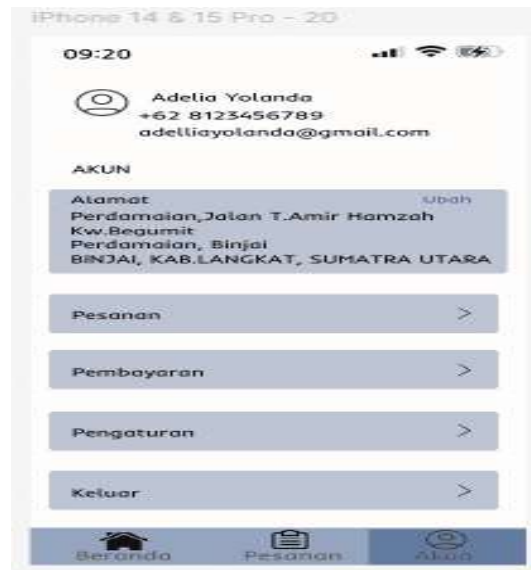 iPhone 14 & 15 Pro - 20
09:20
Adelia Yolanda
+62 8123456789
adelliayolanda@gmail.com
AKUN
Alamat Ubah
Perdamaian,Jalan T.Amir Hamzah
Kw.Begumit
Perdamaian, Binjai
BINJAI, KAB.LANGKAT, SUMATRA UTARA
Pesanan >
Pembayaran >
Pengaturan >
Keluar >
Beranda Pesanan Akun